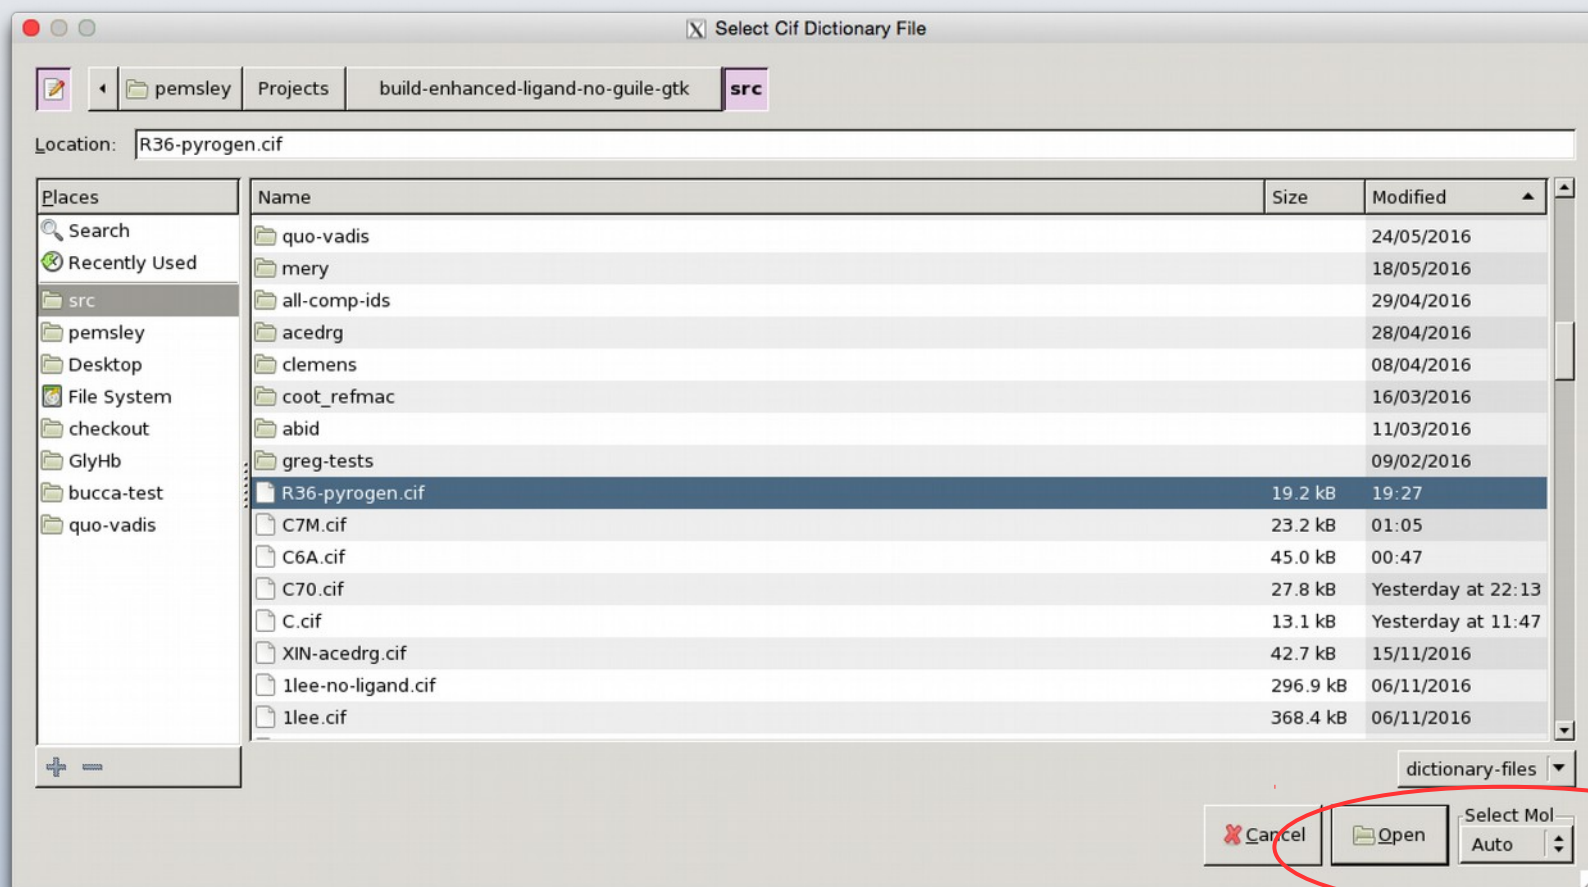 Select Cif Dictionary File
pemsley Projects build-enhanced-ligand-no-guile-gtk src
Location: R36-pyrogen.cif
Places
Search
Recently Used
src
pemsley
Desktop
File System
checkout
GlyHb
bucca-test
quo-vadis
Name Size Modified
quo-vadis 24/05/2016
mery 18/05/2016
all-comp-ids 29/04/2016
acedrg 28/04/2016
clemens 08/04/2016
coot_refmac 16/03/2016
abid 11/03/2016
greg-tests 09/02/2016
R36-pyrogen.cif 19.2 kB 19:27
C7M.cif 23.2 kB 01:05
C6A.cif 45.0 kB 00:47
C70.cif 27.8 kB Yesterday at 22:13
C.cif 13.1 kB Yesterday at 11:47
XIN-acedrg.cif 42.7 kB 15/11/2016
1lee-no-ligand.cif 296.9 kB 06/11/2016
1lee.cif 368.4 kB 06/11/2016
dictionary-files
Cancel Open
Select Mol
Auto